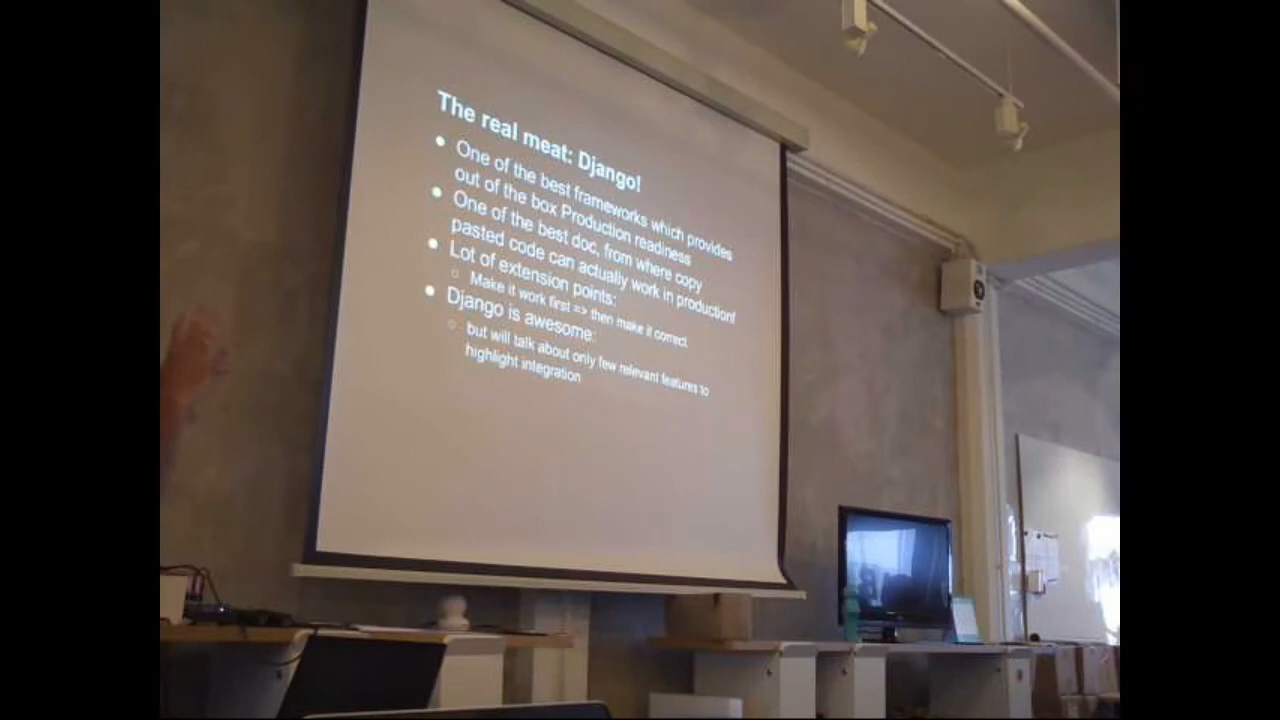 The real meat: Django!
● One of the best frameworks which provides
out of the box Production readiness
● One of the best doc, from where copy
pasted code can actually work in production!
● Lot of extension points:
○ Make it work first => then make it correct.
● Django is awesome:
○ but will talk about only few relevant features to
highlight integration